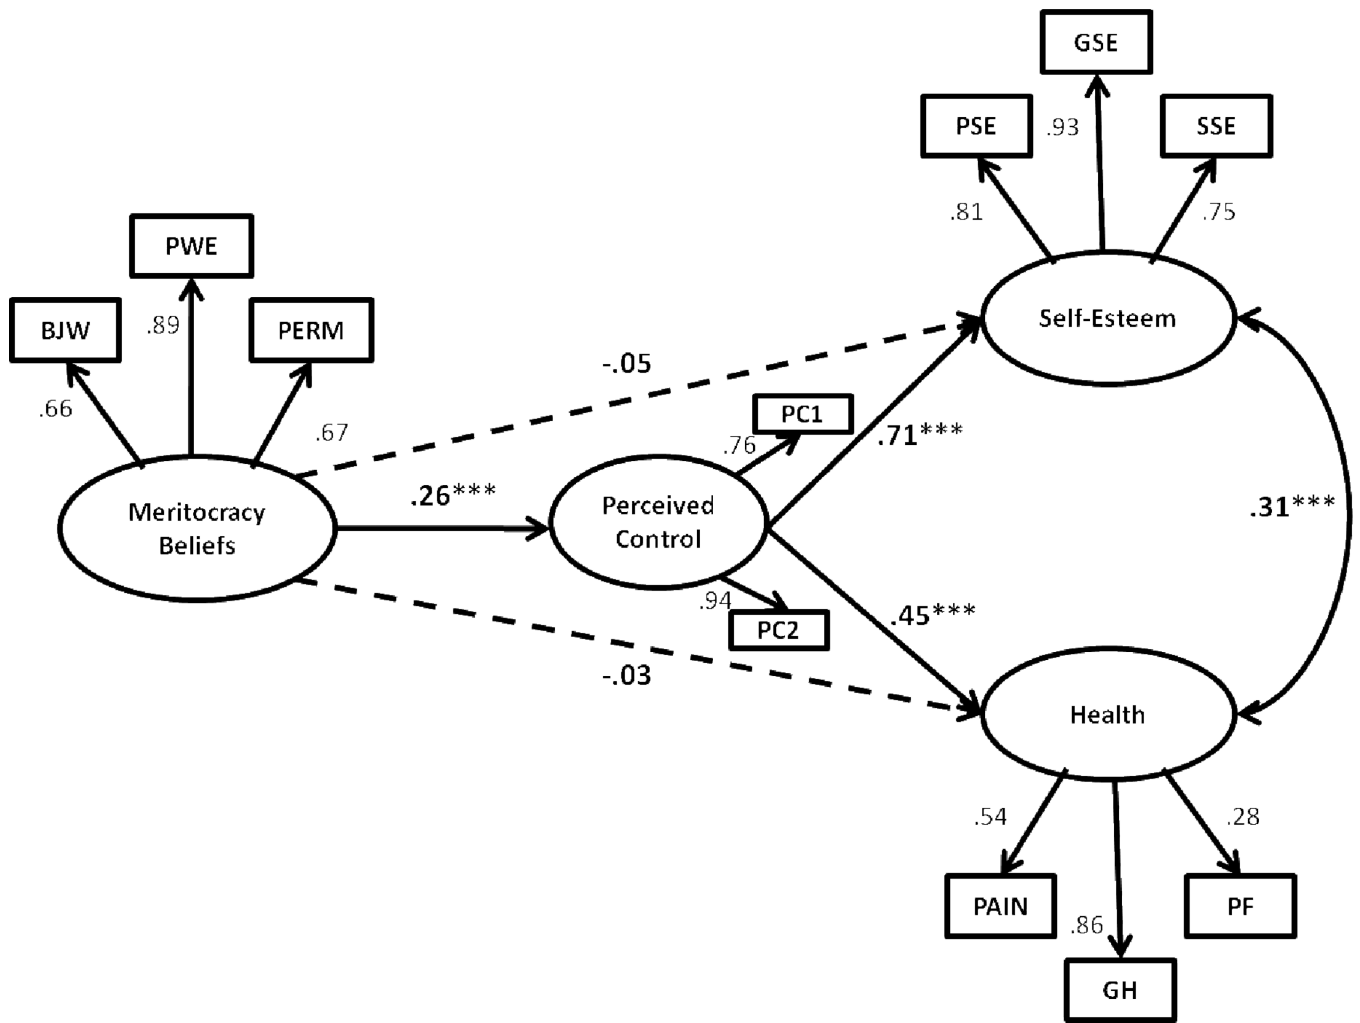 GSE
PSE
.93
SSE
.81
.75
PWE
BJW
.89
PERM
.66
.67
Self-Esteem
-.05
PC1
.76
.71***
Meritocracy
Beliefs
.26***
Perceived
Control
.31***
.94
PC2
.45***
-.03
Health
.54
.28
PAIN
.86
PF
GH